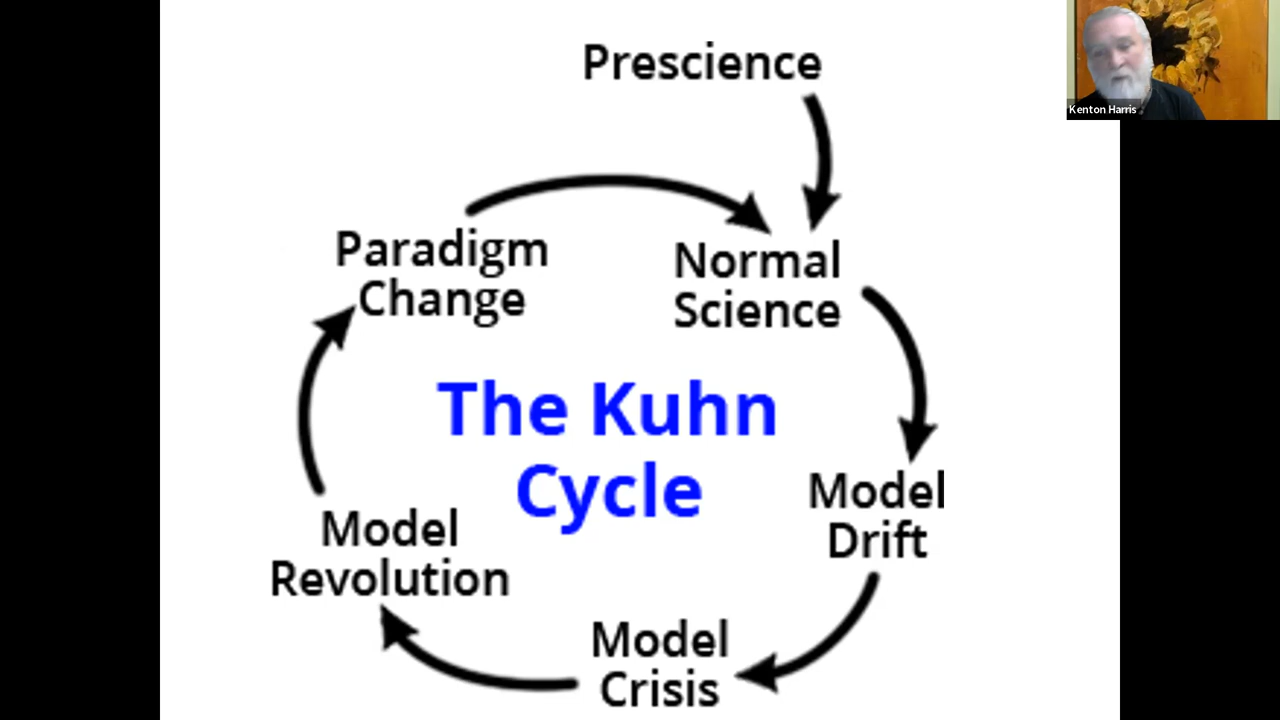 Prescience
Kenton Harris
Paradigm
Change
Normal
Science
The Kuhn
Cycle
Model
Drift
Model
Revolution
Model
Crisis